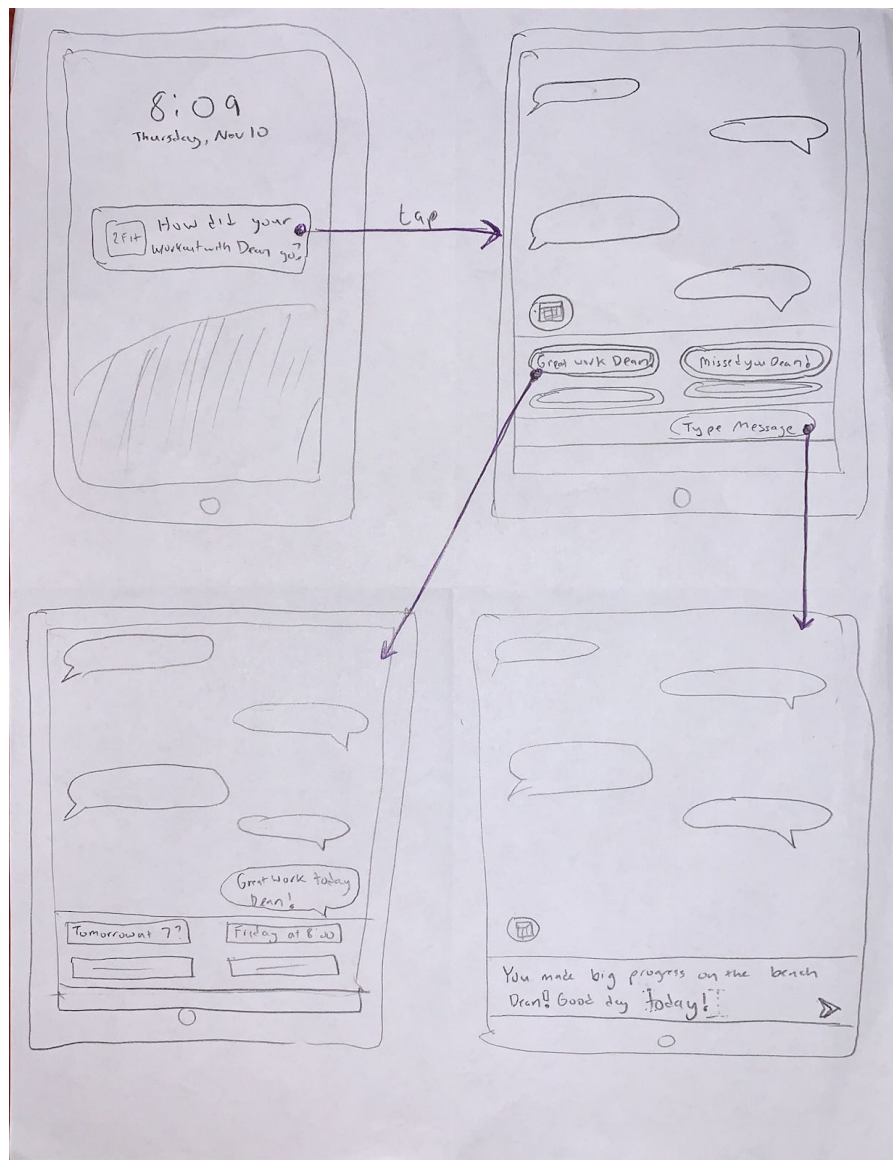 8:09
Thursday, Nov 10
2Fit
How did your
workout with Dean go?
tap
Great work Dean!
Missed you Dean!
Type Message
Great work today
Dean!
Tomorrow at 7?
Friday at 8:00
You made big progress on the bench
Dean! Good day today!